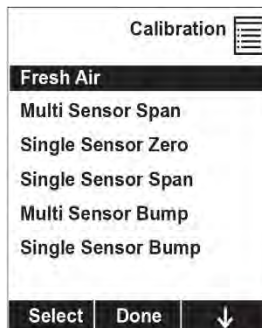 Calibration
Fresh Air
Multi Sensor Span
Single Sensor Zero
Single Sensor Span
Multi Sensor Bump
Single Sensor Bump
Select Done ↓